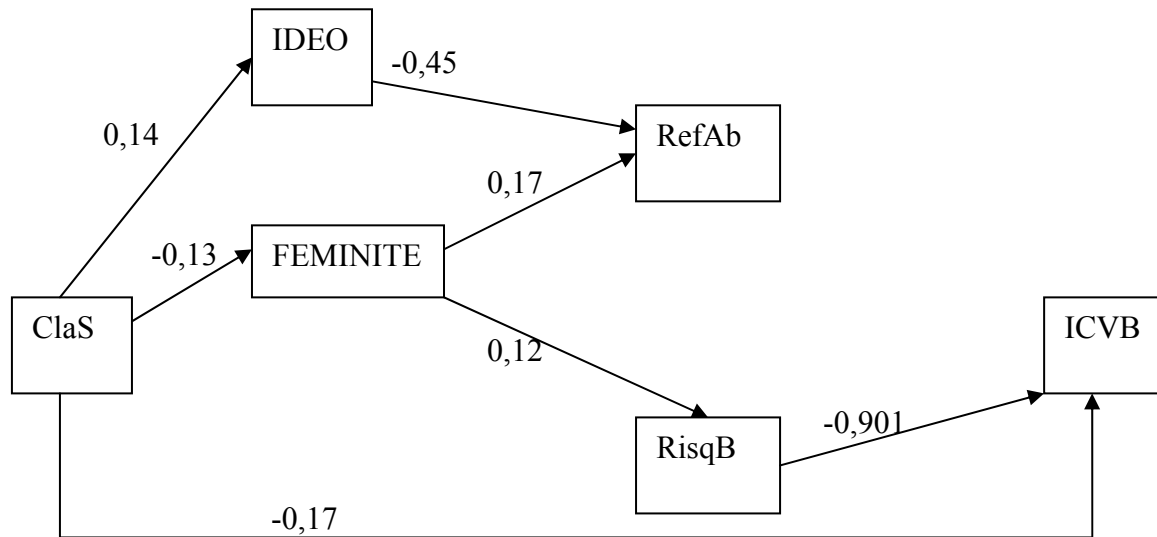 IDEO
-0,45
0,14
RefAb
0,17
-0,13
FEMINITE
ClaS
ICVB
0,12
-0,901
RisqB
-0,17